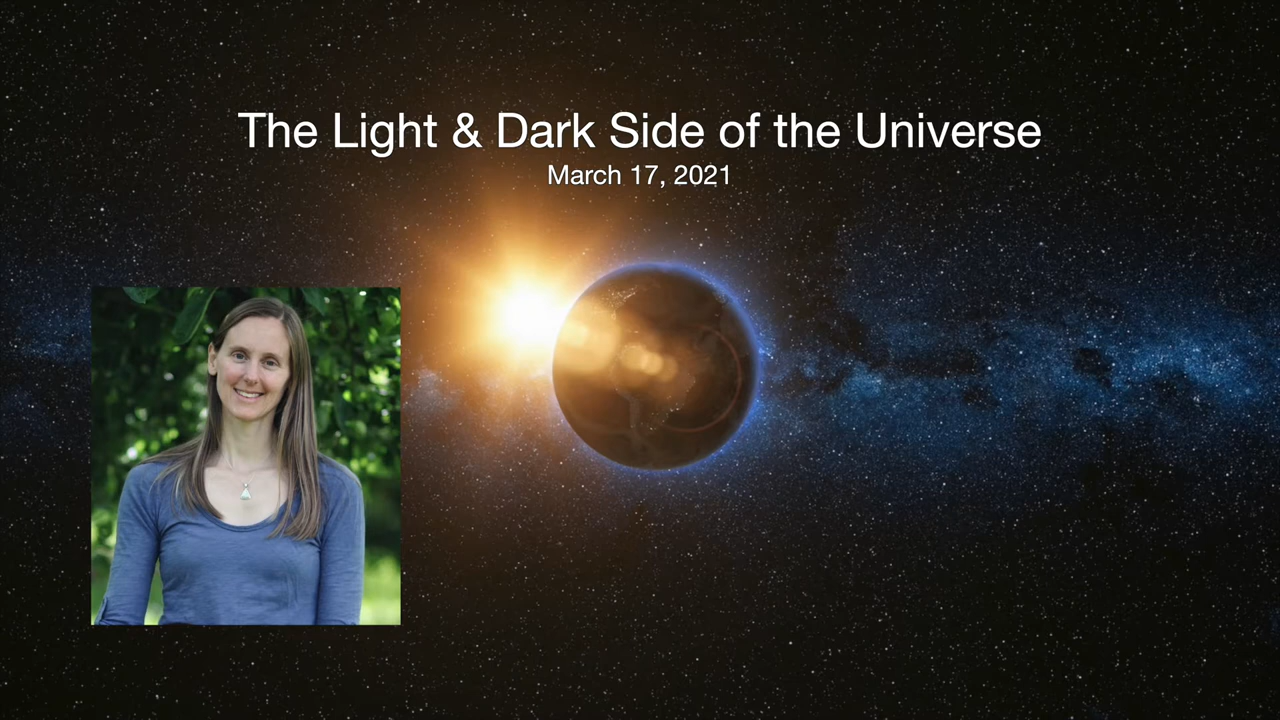 The Light & Dark Side of the Universe
March 17, 2021